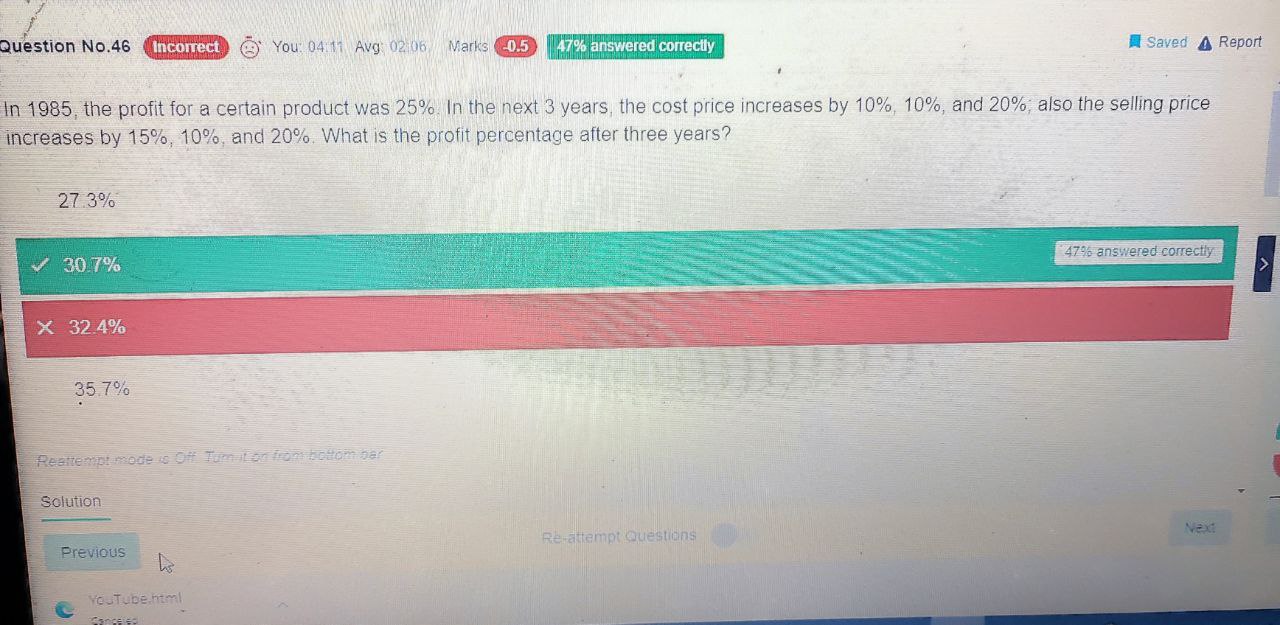 Question No.46 Incorrect You: 04:11 Avg: 02:06 Marks -0.5 47% answered correctly Saved Report
In 1985, the profit for a certain product was 25%. In the next 3 years, the cost price increases by 10%, 10%, and 20%; also the selling price
increases by 15%, 10%, and 20%. What is the profit percentage after three years?
27.3%
30.7% 47% answered correctly
32.4%
35.7%
Reattempt mode is Off. Turn it on from bottom bar
Solution
Previous Re-attempt Questions Next
YouTube.html
Canceled